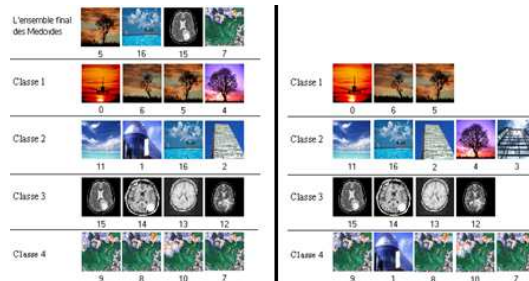 L'ensemble final
des Medoides
5 16 15 7
Classe 1
0 6 5 4
Classe 2
11 1 16 2
Classe 3
15 14 13 12
Classe 4
9 8 10 7
Classe 1
0 6 5
Classe 2
11 16 2 4 3
Classe 3
15 14 13 12
Classe 4
9 1 8 10 7